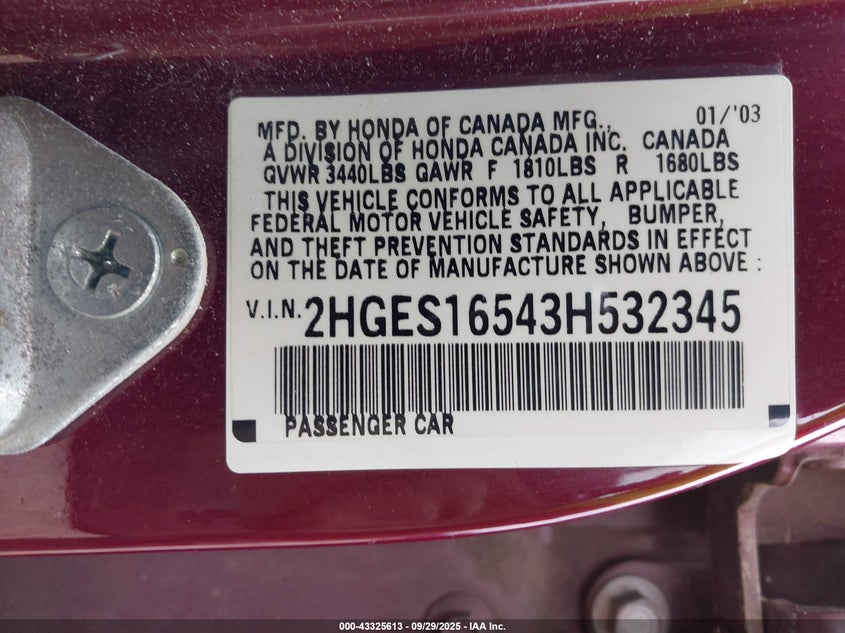 MFD. BY HONDA OF CANADA MFG., 01/'03
A DIVISION OF HONDA CANADA INC. CANADA
GVWR 3440LBS GAWR F 1810LBS R 1680LBS
THIS VEHICLE CONFORMS TO ALL APPLICABLE
FEDERAL MOTOR VEHICLE SAFETY, BUMPER,
AND THEFT PREVENTION STANDARDS IN EFFECT
ON THE DATE OF MANUFACTURE SHOWN ABOVE :
V.I.N. 2HGES16543H532345
PASSENGER CAR
000-43325613 - 09/29/2025 - IAA Inc.